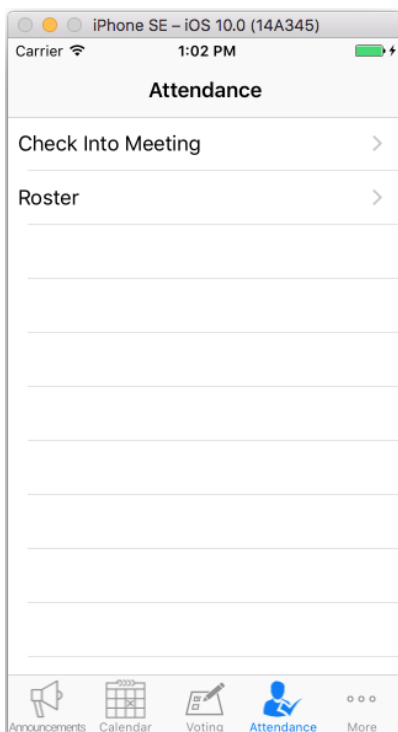 iPhone SE – iOS 10.0 (14A345)
Carrier 1:02 PM
Attendance
Check Into Meeting
Roster
Announcements Calendar Voting Attendance More